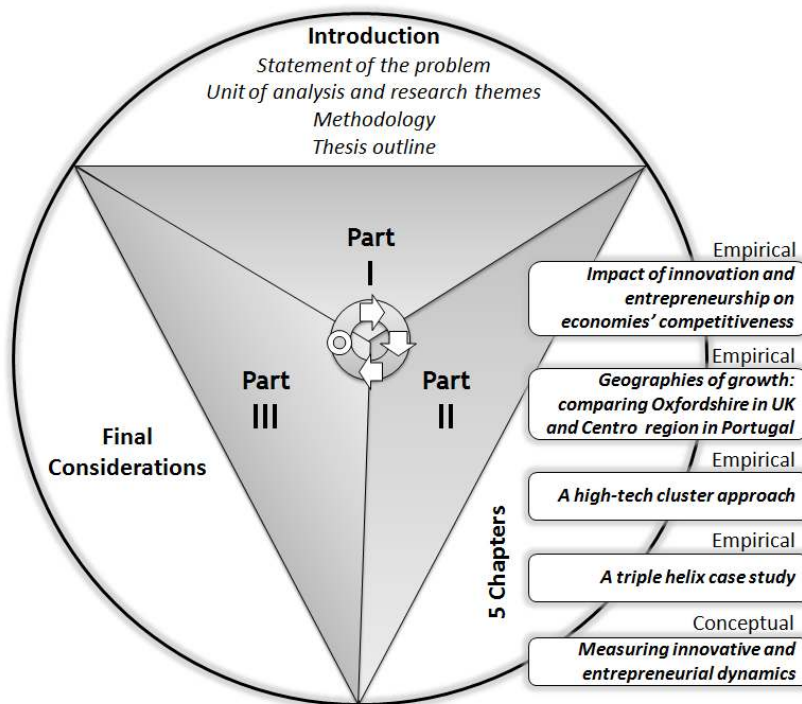 Introduction
Statement of the problem
Unit of analysis and research themes
Methodology
Thesis outline
Part
I
Part
II
Part
III
Final
Considerations
5 Chapters
Empirical
Impact of innovation and
entrepreneurship on
economies' competitiveness
Empirical
Geographies of growth:
comparing Oxfordshire in UK
and Centro region in Portugal
Empirical
A high-tech cluster approach
Empirical
A triple helix case study
Conceptual
Measuring innovative and
entrepreneurial dynamics